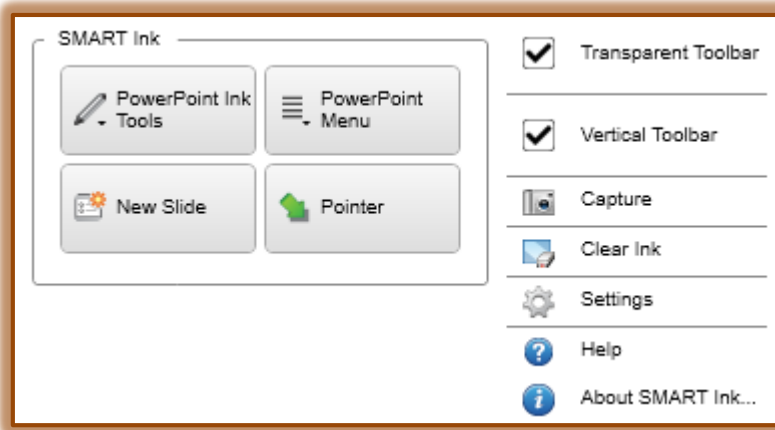 SMART Ink
PowerPoint Ink
Tools
PowerPoint
Menu
New Slide
Pointer
Transparent Toolbar
Vertical Toolbar
Capture
Clear Ink
Settings
Help
About SMART Ink...